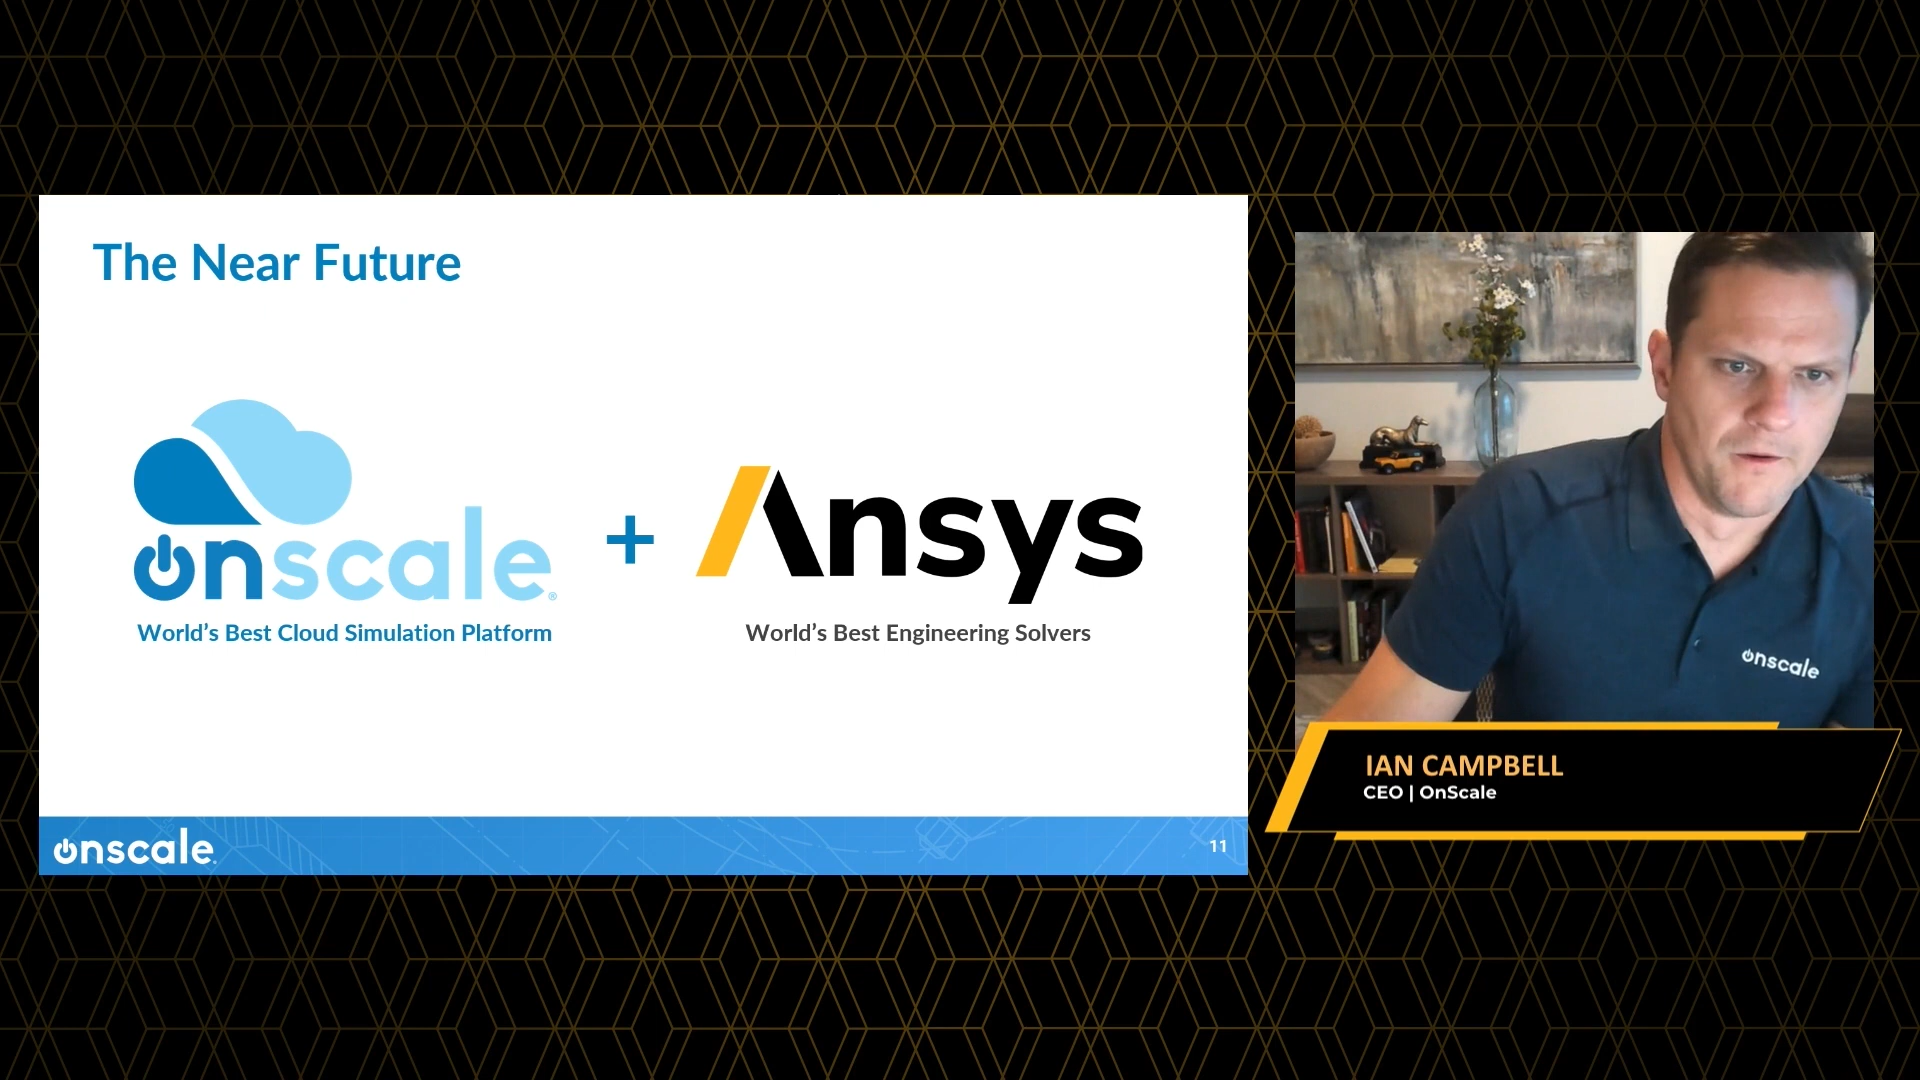 The Near Future
onscale®
World's Best Cloud Simulation Platform
+
Ansys
World's Best Engineering Solvers
onscale
11
onscale
IAN CAMPBELL
CEO | OnScale